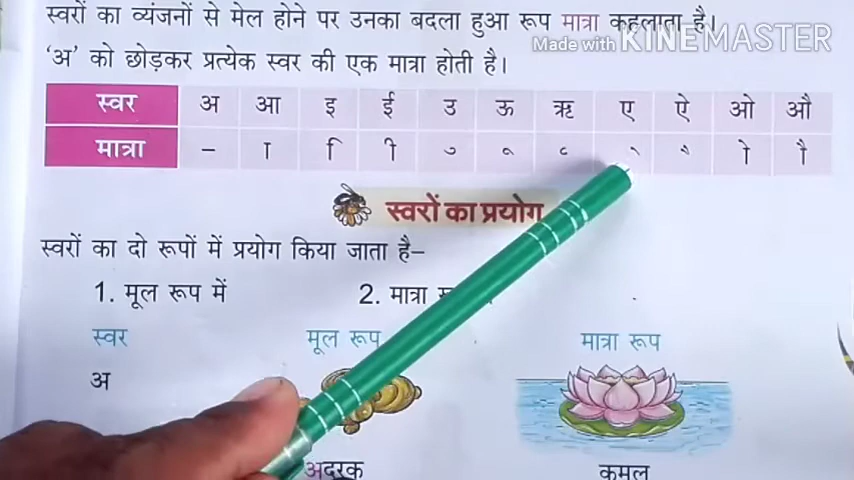 स्वरों का व्यंजनों से मेल होने पर उनका बदला हुआ रूप मात्रा कहलाता है।
Made with KINEMASTER
'अ' को छोड़कर प्रत्येक स्वर की एक मात्रा होती है।
स्वर अ आ इ ई उ ऊ ऋ ए ऐ ओ औ
मात्रा – ा ि ी ु ू ृ े ै ो ौ
स्वरों का प्रयोग
स्वरों का दो रूपों में प्रयोग किया जाता है–
1. मूल रूप में 2. मात्रा
स्वर मूल रूप मात्रा रूप
अ
अदरक कमल